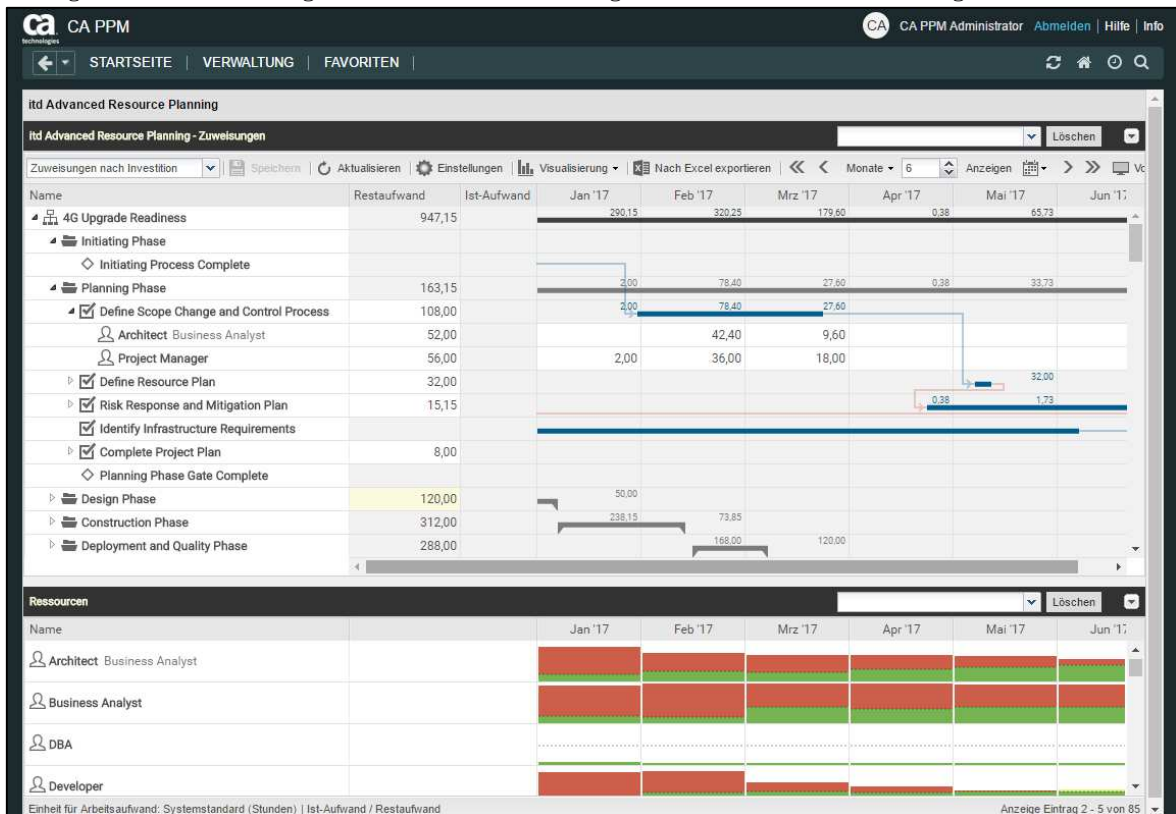 ca CA PPM CA CA PPM Administrator Abmelden | Hilfe | Info
technologies
STARTSEITE | VERWALTUNG | FAVORITEN |
itd Advanced Resource Planning
itd Advanced Resource Planning - Zuweisungen Löschen
Zuweisungen nach Investition Speichern Aktualisieren Einstellungen Visualisierung Nach Excel exportieren Monate 6 Anzeigen
Name Restaufwand Ist-Aufwand Jan '17 Feb '17 Mrz '17 Apr '17 Mai '17 Jun '17
4G Upgrade Readiness 947,15 290,15 320,25 179,60 0,38 65,73
Initiating Phase
Initiating Process Complete
Planning Phase 163,15 2,00 78,40 27,60 0,38 33,73
Define Scope Change and Control Process 108,00 2,00 78,40 27,60
Architect Business Analyst 52,00 42,40 9,60
Project Manager 56,00 2,00 36,00 18,00
Define Resource Plan 32,00 32,00
Risk Response and Mitigation Plan 15,15 0,38 1,73
Identify Infrastructure Requirements
Complete Project Plan 8,00
Planning Phase Gate Complete
Design Phase 120,00 50,00
Construction Phase 312,00 238,15 73,85
Deployment and Quality Phase 288,00 168,00 120,00
Ressourcen Löschen
Name Jan '17 Feb '17 Mrz '17 Apr '17 Mai '17 Jun '17
Architect Business Analyst
Business Analyst
DBA
Developer
Einheit für Arbeitsaufwand: Systemstandard (Stunden) | Ist-Aufwand / Restaufwand Anzeige Eintrag 2 - 5 von 85